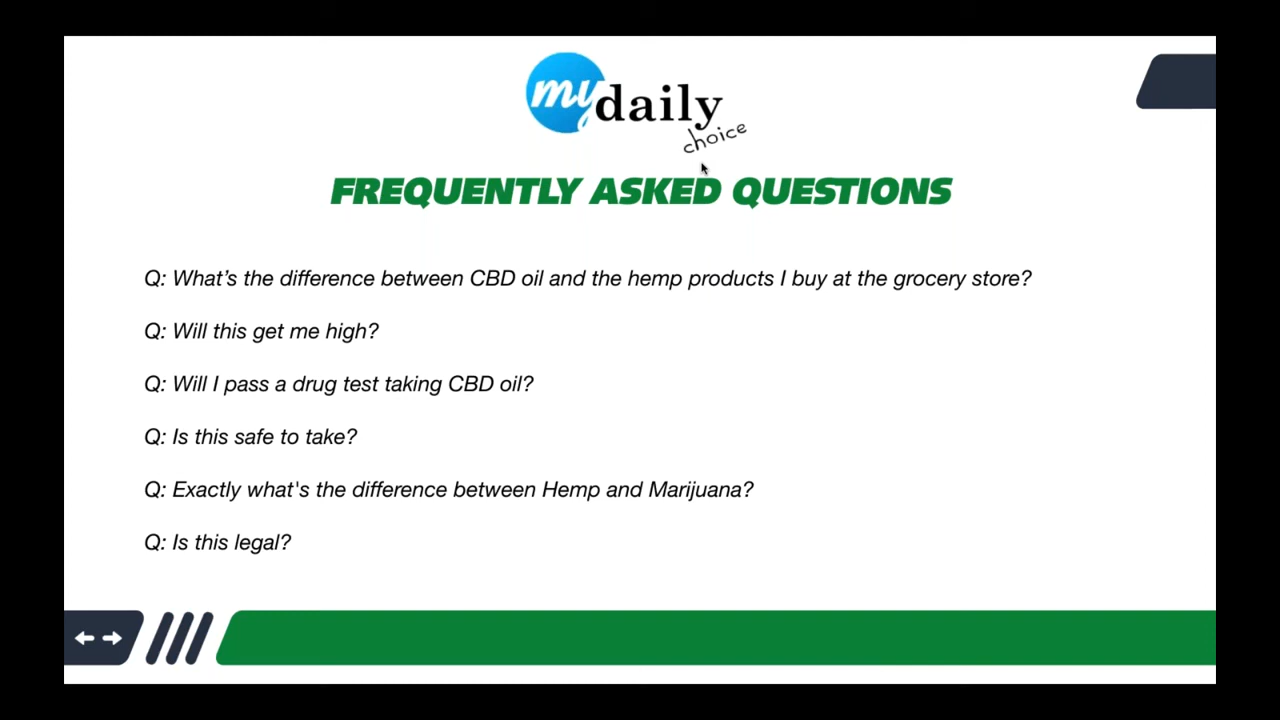 my daily
choice
FREQUENTLY ASKED QUESTIONS
Q: What's the difference between CBD oil and the hemp products I buy at the grocery store?
Q: Will this get me high?
Q: Will I pass a drug test taking CBD oil?
Q: Is this safe to take?
Q: Exactly what's the difference between Hemp and Marijuana?
Q: Is this legal?